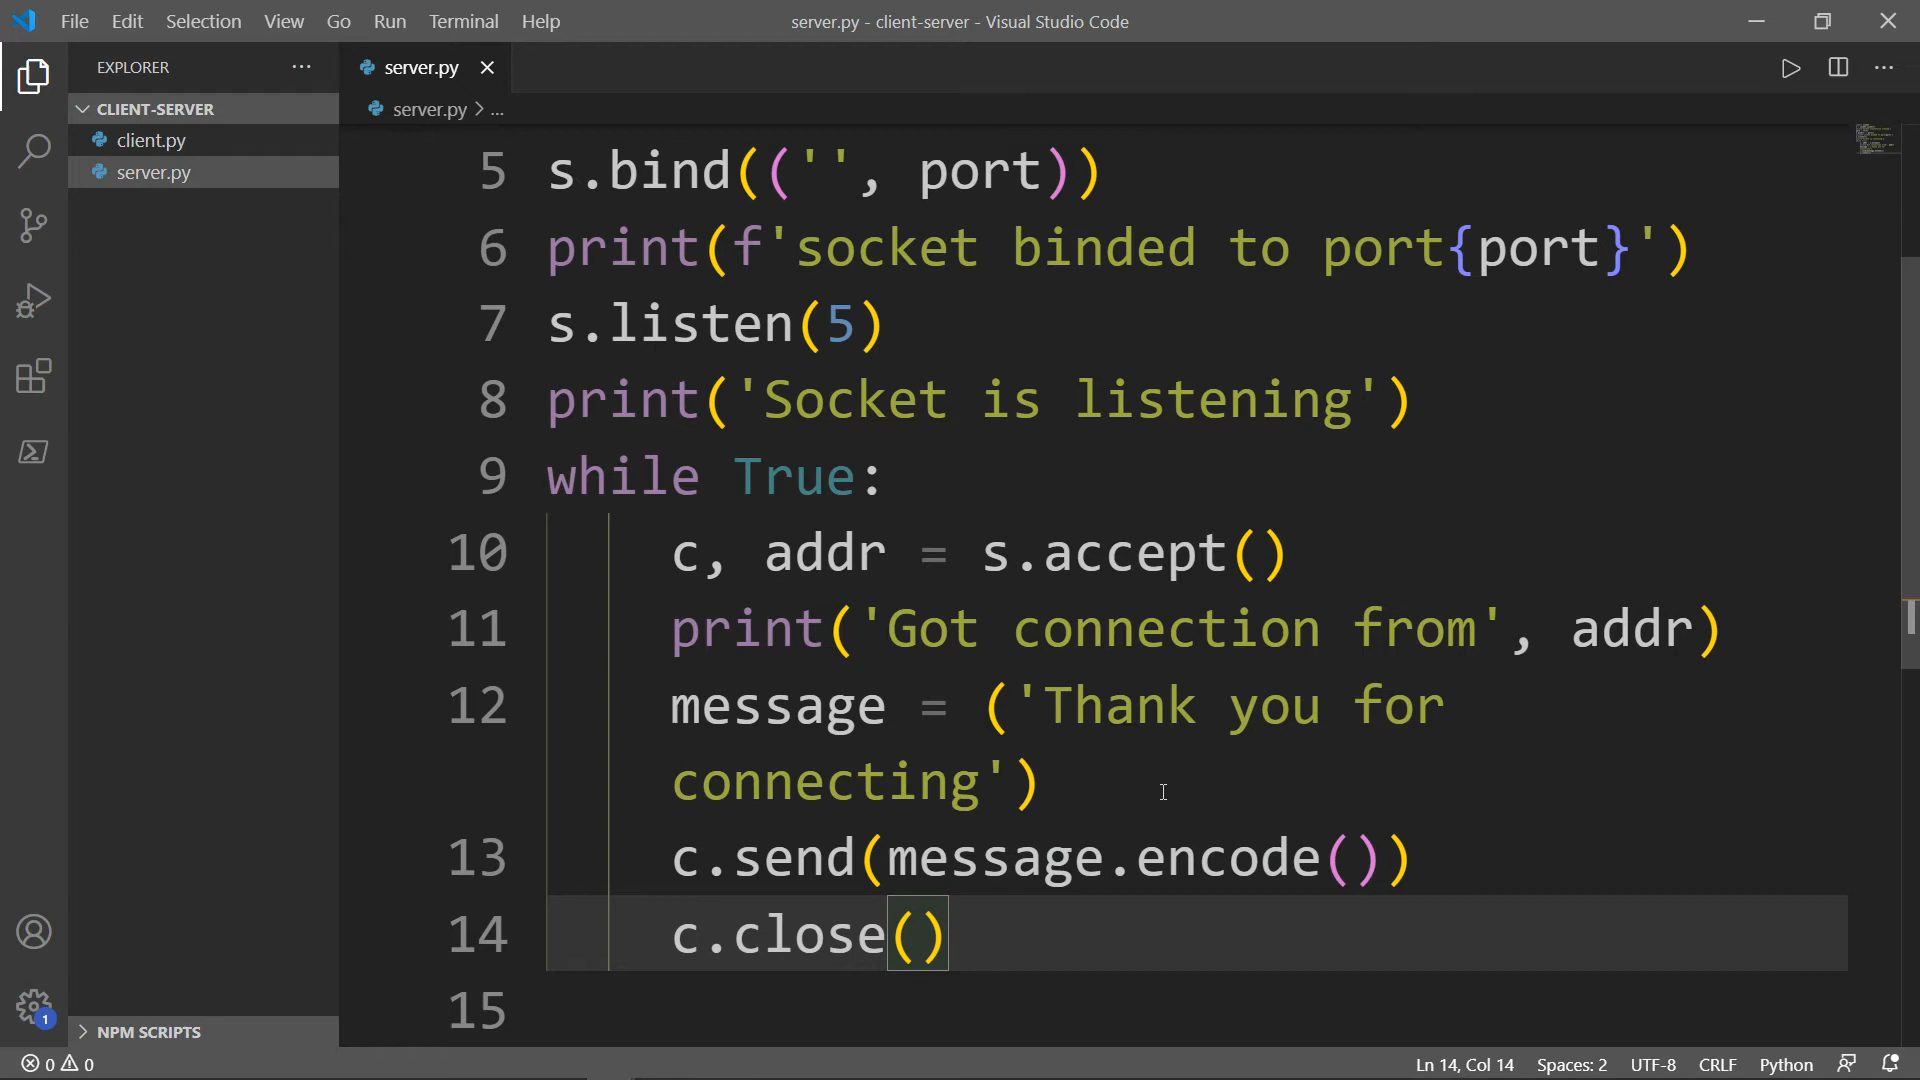 File Edit Selection View Go Run Terminal Help
server.py - client-server - Visual Studio Code
EXPLORER ...
server.py
CLIENT-SERVER
server.py > ...
client.py
server.py
5 s.bind(('', port))
6 print(f'socket binded to port{port}')
7 s.listen(5)
8 print('Socket is listening')
9 while True:
10 c, addr = s.accept()
11 print('Got connection from', addr)
12 message = ('Thank you for
connecting')
13 c.send(message.encode())
14 c.close()
15
1
NPM SCRIPTS
0 0
Ln 14, Col 14 Spaces: 2 UTF-8 CRLF Python